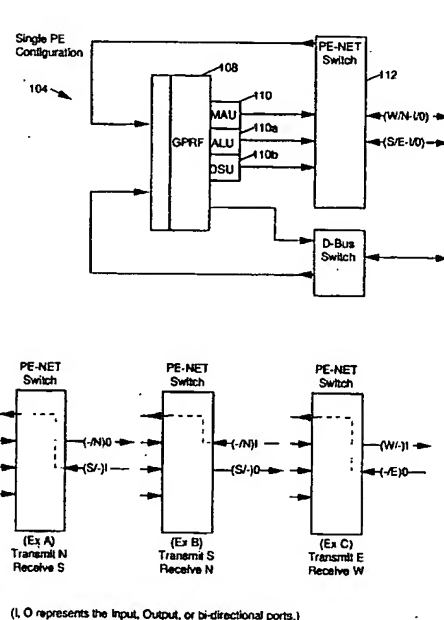 Single PE
Configuration
104
108
PE-NET
Switch
112
110
MAU
110a
GPRF
ALU
110b
DSU
(W/N-I/0)
(S/E-I/0)
D-Bus
Switch
PE-NET
Switch
PE-NET
Switch
PE-NET
Switch
(-/N)0
(S/-)I
(-/N)I
(S/-)0
(W/-)I
(-/E)0
(Ex A)
Transmit N
Receive S
(Ex B)
Transmit S
Receive N
(Ex C)
Transmit E
Receive W
(I, O represents the Input, Output, or bi-directional ports.)